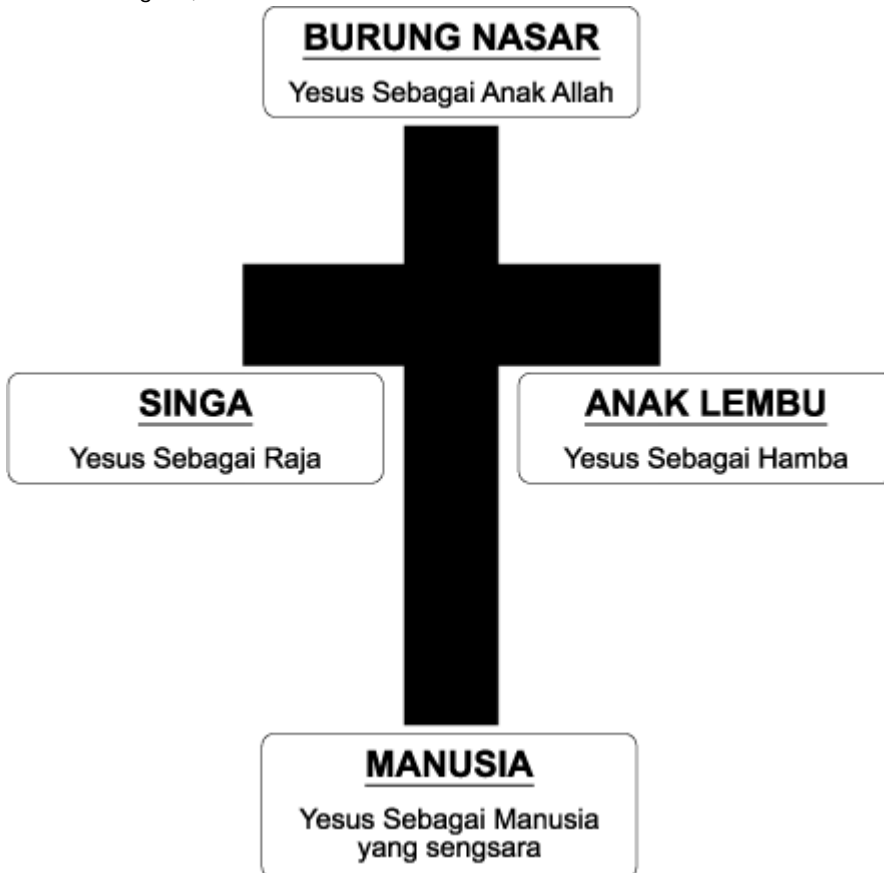 BURUNG NASAR
Yesus Sebagai Anak Allah
SINGA
Yesus Sebagai Raja
ANAK LEMBU
Yesus Sebagai Hamba
MANUSIA
Yesus Sebagai Manusia
yang sengsara